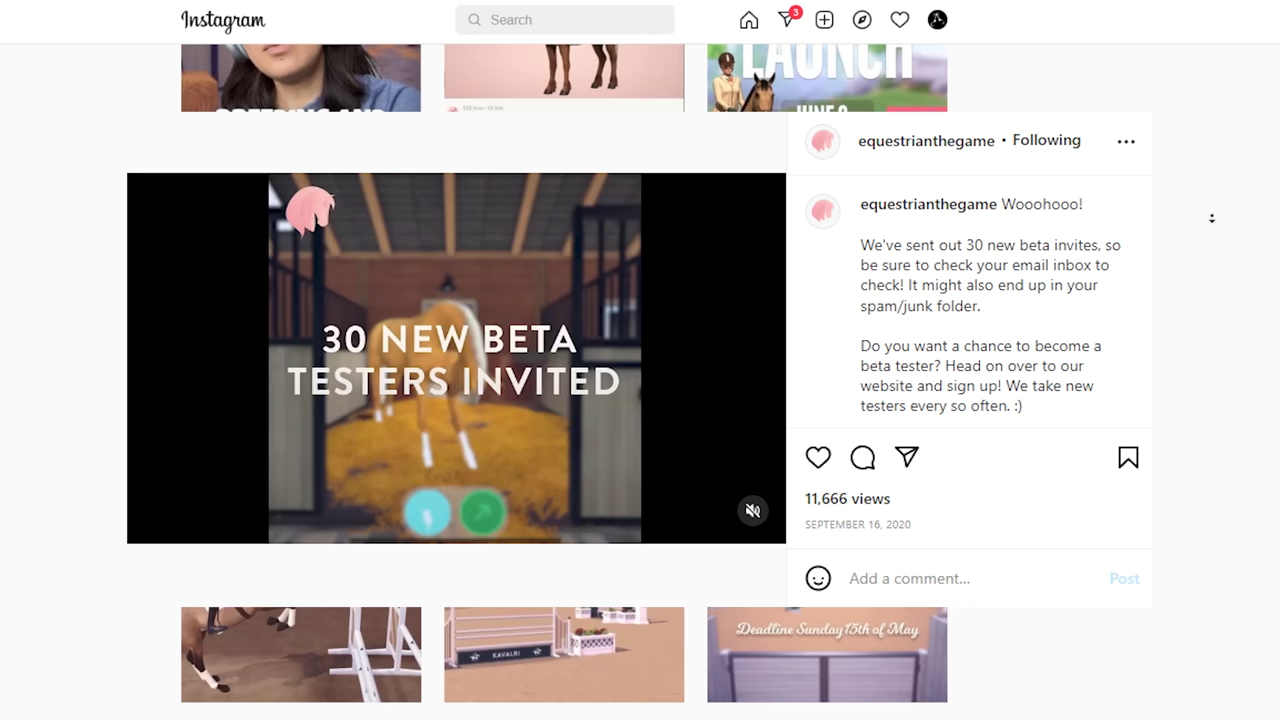 Instagram
Search
3
LAUNCH
JUNE 8
equestrianthegame • Following
30 NEW BETA
TESTERS INVITED
equestrianthegame Wooohooo!
We've sent out 30 new beta invites, so
be sure to check your email inbox to
check! It might also end up in your
spam/junk folder.
Do you want a chance to become a
beta tester? Head on over to our
website and sign up! We take new
testers every so often. :)
11,666 views
SEPTEMBER 16, 2020
Add a comment...
Post
KAVALRI
Deadline Sunday 15th of May